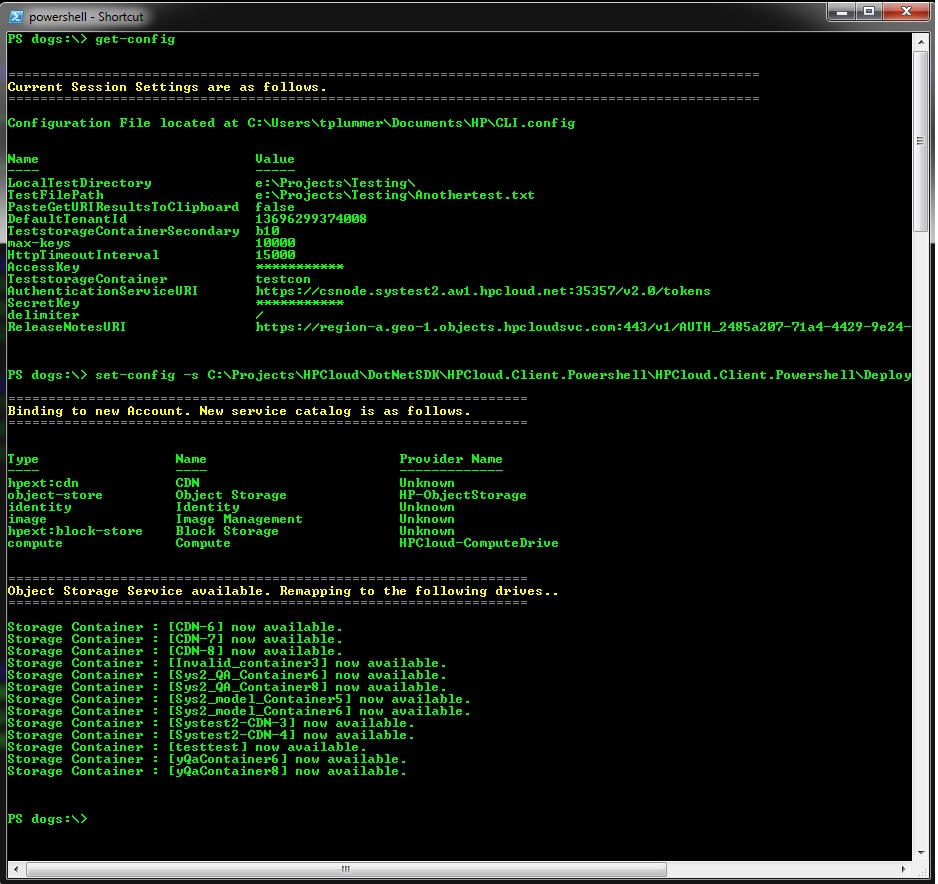 powershell - Shortcut
PS dogs:\> get-config
===============================================================================================
Current Session Settings are as follows.
===============================================================================================
Configuration File located at C:\Users\tplummer\Documents\HP\CLI.config
Name                           Value
----                           -----
LocalTestDirectory             e:\Projects\Testing\
TestFilePath                   e:\Projects\Testing\Anothertest.txt
PasteGetURIResultsToClipboard  false
DefaultTenantId                13696299374008
TeststorageContainerSecondary  b10
max-keys                       10000
HttpTimeoutInterval            15000
AccessKey                      ***********
TeststorageContainer           testcon
AuthenticationServiceURI       https://csnode.systest2.aw1.hpcloud.net:35357/v2.0/tokens
SecretKey                      ***********
delimiter                      /
ReleaseNotesURI                https://region-a.geo-1.objects.hpcloudsvc.com:443/v1/AUTH_2485a207-71a4-4429-9e24-
PS dogs:\> set-config -s C:\Projects\HPCloud\DotNetSDK\HPCloud.Client.Powershell\HPCloud.Client.Powershell\Deploy
=================================================================
Binding to new Account. New service catalog is as follows.
=================================================================
Type                 Name                        Provider Name
----                 ----                        -------------
hpext:cdn            CDN                         Unknown
object-store         Object Storage              HP-ObjectStorage
identity             Identity                    Unknown
image                Image Management            Unknown
hpext:block-store    Block Storage               Unknown
compute              Compute                     HPCloud-ComputeDrive
=================================================================
Object Storage Service available. Remapping to the following drives..
=================================================================
Storage Container : [CDN-6] now available.
Storage Container : [CDN-7] now available.
Storage Container : [CDN-8] now available.
Storage Container : [Invalid_container3] now available.
Storage Container : [Sys2_QA_Container6] now available.
Storage Container : [Sys2_QA_Container8] now available.
Storage Container : [Sys2_model_Container5] now available.
Storage Container : [Sys2_model_Container6] now available.
Storage Container : [Systest2-CDN-3] now available.
Storage Container : [Systest2-CDN-4] now available.
Storage Container : [testtest] now available.
Storage Container : [yQaContainer6] now available.
Storage Container : [yQaContainer8] now available.
PS dogs:\>